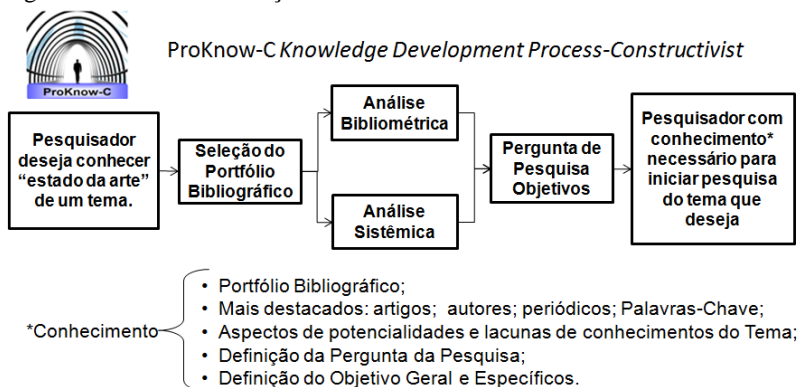 ProKnow-C Knowledge Development Process-Constructivist
ProKnow-C
Pesquisador
deseja conhecer
“estado da arte”
de um tema.
Seleção do
Portfólio
Bibliográfico
Análise
Bibliométrica
Análise
Sistêmica
Pergunta de
Pesquisa
Objetivos
Pesquisador com
conhecimento*
necessário para
iniciar pesquisa
do tema que
deseja
*Conhecimento
• Portfólio Bibliográfico;
• Mais destacados: artigos; autores; periódicos; Palavras-Chave;
• Aspectos de potencialidades e lacunas de conhecimentos do Tema;
• Definição da Pergunta da Pesquisa;
• Definição do Objetivo Geral e Específicos.